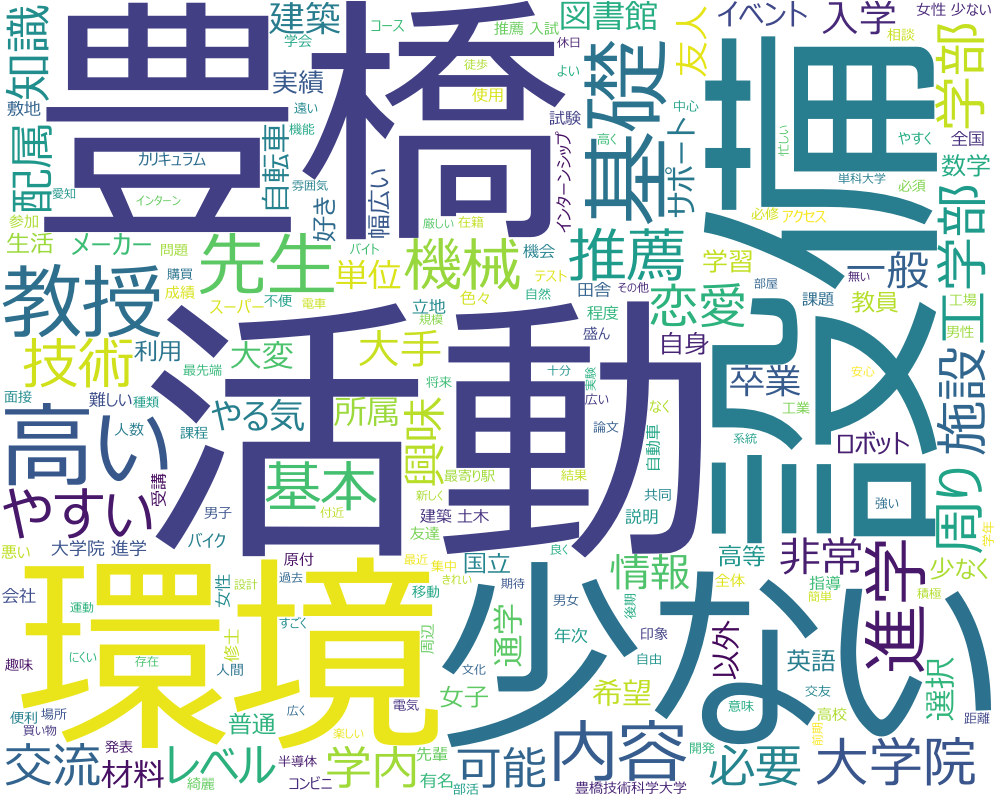 豊橋
活動
設備
環境
少ない
高い
教授
基礎
先生
機械
推薦
技術
やすい
進学
工学部
学部
内容
大学院
交流
基本
恋愛
大手
興味
施設
周り
必要
可能
学内
レベル
材料
配属
知識
建築
図書館
友人
入学
イベント
女性 少ない
相談
推薦 入試
コース
学会
休日
よい
徒歩
使用
実績
敷地
遠い
機能
試験
中心
やすく
全国
数学
自転車
カリキュラム
愛知
インターン
雰囲気
好き
幅広い
インターンシップ
サポート
高く
忙しい
単科大学
必須
参加
生活
メーカー
問題
バイト
厳しい
在籍
必修
アクセス
購買
成績
スーパー
不便
電車
単位
機会
テスト
その他
色々
自然
田舎
学習
部屋
無い
一般
課題
教員
工場
男性
程度
利用
大変
立地
規模
盛ん
自身
最先端
将来
十分
実験
卒業
安心
面接
難しい
種類
やる気
所属
広い
なく
工業
人数
課程
論文
自動車
系統
ロボット
受講
最寄り駅
結果
新しく
共同
強い
男子
付近
建築 土木
説明
学年
悪い
大学院 進学
バイク
友達
良く
原付
最近
集中
きれい
国立
情報
高等
非常
少なく
会社
女性
設計
過去
移動
期待
男女
全体
簡単
指導
積極
運動
すごく
通学
後期
以外
趣味
にくい
修士
存在
人間
周辺
年次
印象
自由
英語
選択
文化
女子
希望
意味
交友
高校
距離
便利
場所
買い物
普通
広く
楽しい
電気
前期
発表
半導体
先輩
開発
綺麗
コンビニ
有名
部活
豊橋技術科学大学